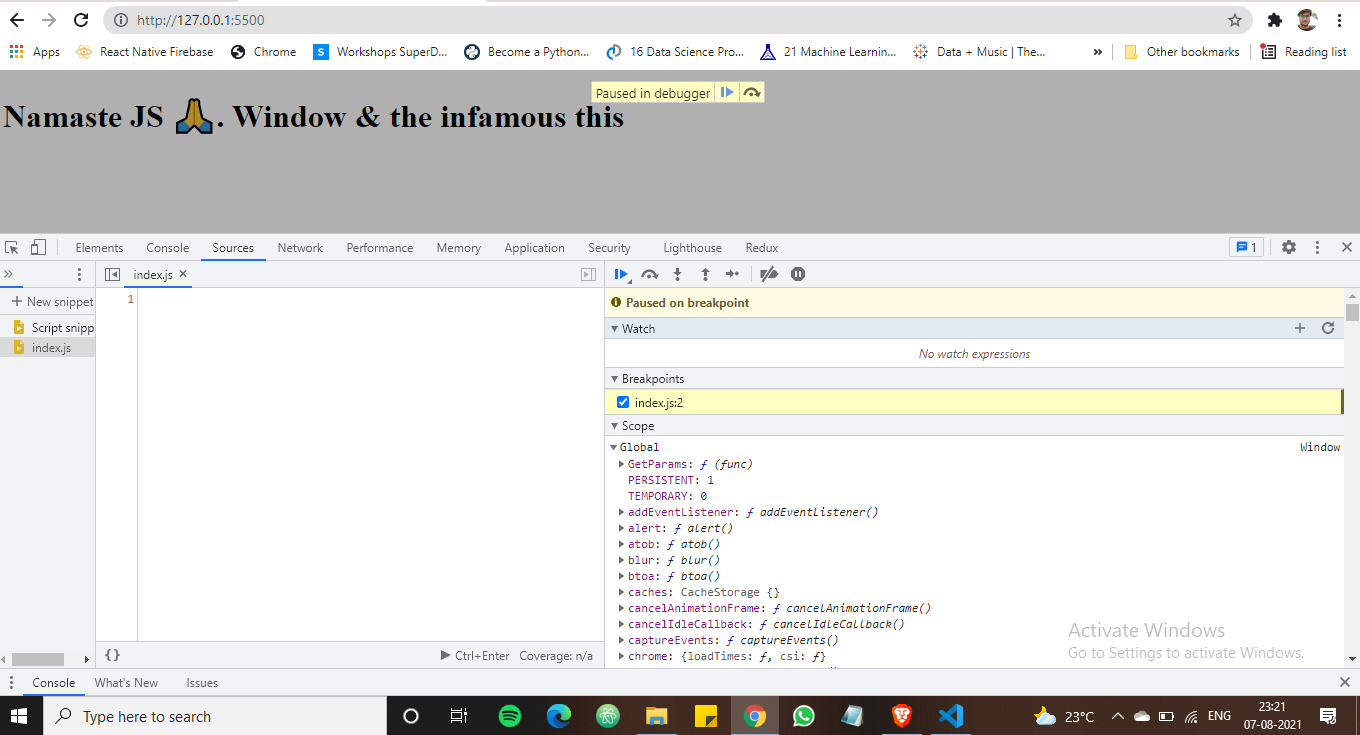 http://127.0.0.1:5500
Apps React Native Firebase Chrome Workshops SuperD... Become a Python... 16 Data Science Pro... 21 Machine Learnin... Data + Music | The... » Other bookmarks Reading list
Paused in debugger
Namaste JS 🙏. Window & the infamous this
Elements Console Sources Network Performance Memory Application Security Lighthouse Redux 1
» index.js ×
+ New snippet
Script snipp
index.js
1
Paused on breakpoint
Watch
No watch expressions
Breakpoints
index.js:2
Scope
Global Window
GetParams: ƒ (func)
PERSISTENT: 1
TEMPORARY: 0
addEventListener: ƒ addEventListener()
alert: ƒ alert()
atob: ƒ atob()
blur: ƒ blur()
btoa: ƒ btoa()
caches: CacheStorage {}
cancelAnimationFrame: ƒ cancelAnimationFrame()
cancelIdleCallback: ƒ cancelIdleCallback()
captureEvents: ƒ captureEvents()
chrome: {loadTimes: ƒ, csi: ƒ}
Activate Windows
Go to Settings to activate Windows.
{} Ctrl+Enter Coverage: n/a
Console What's New Issues
Type here to search
23°C ENG 23:21
07-08-2021